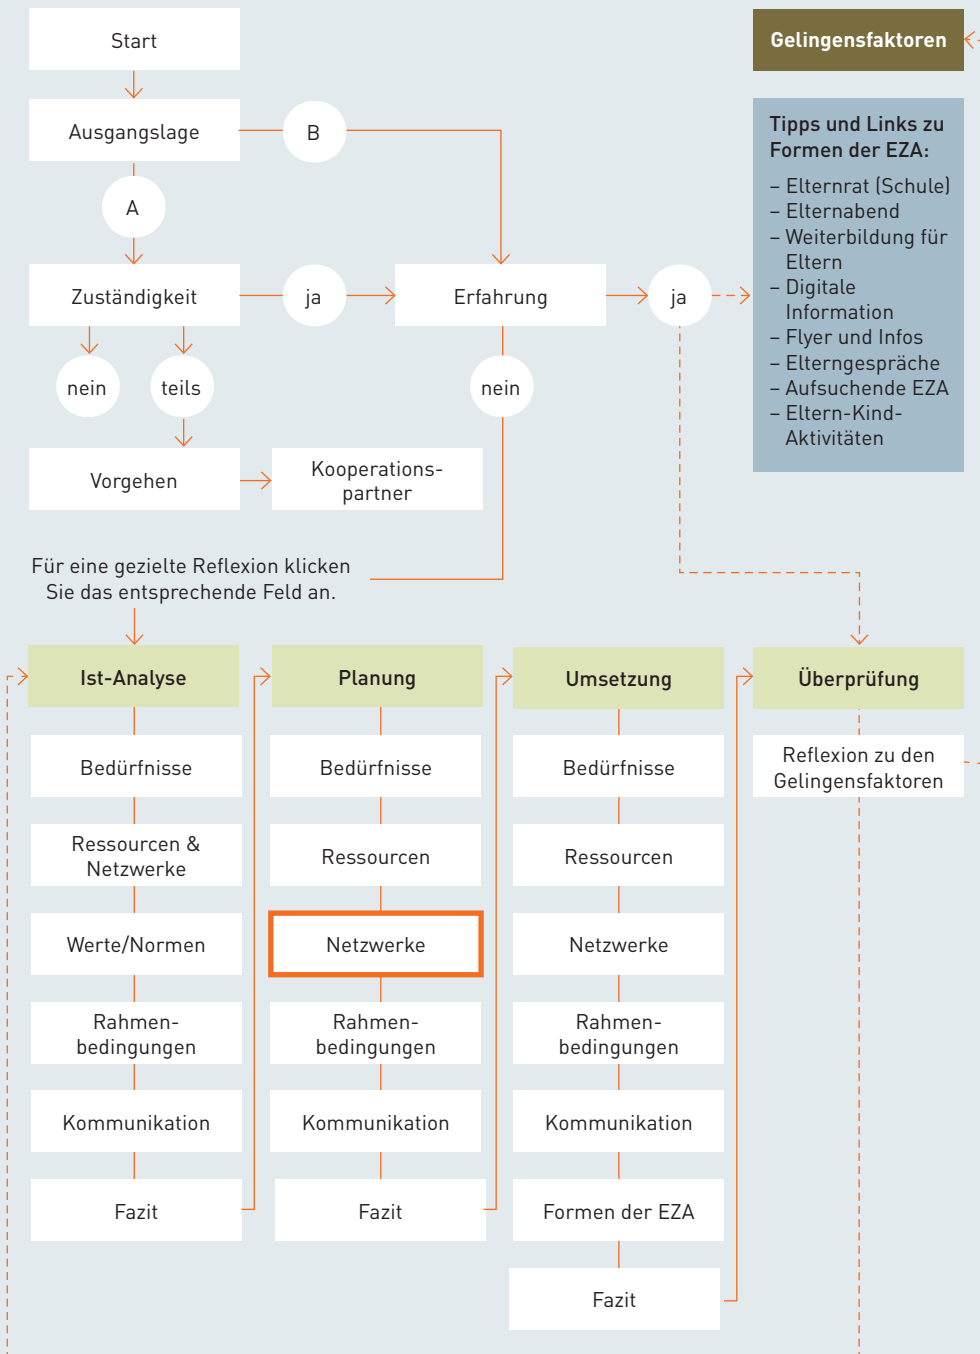 Start
Ausgangslage
B
A
Zuständigkeit
ja
Erfahrung
ja
nein
teils
nein
Vorgehen
Kooperations-
partner
Gelingensfaktoren
Tipps und Links zu
Formen der EZA:
– Elternrat (Schule)
– Elternabend
– Weiterbildung für
Eltern
– Digitale
Information
– Flyer und Infos
– Elterngespräche
– Aufsuchende EZA
– Eltern-Kind-
Aktivitäten
Für eine gezielte Reflexion klicken
Sie das entsprechende Feld an.
Ist-Analyse
Bedürfnisse
Ressourcen &
Netzwerke
Werte/Normen
Rahmen-
bedingungen
Kommunikation
Fazit
Planung
Bedürfnisse
Ressourcen
Netzwerke
Rahmen-
bedingungen
Kommunikation
Fazit
Umsetzung
Bedürfnisse
Ressourcen
Netzwerke
Rahmen-
bedingungen
Kommunikation
Formen der EZA
Fazit
Überprüfung
Reflexion zu den
Gelingensfaktoren